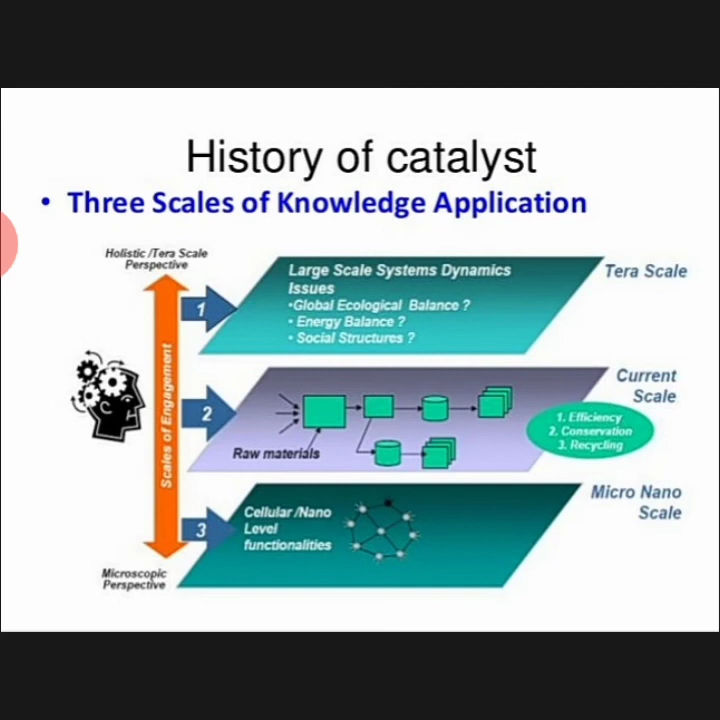 History of catalyst
• Three Scales of Knowledge Application
Holistic /Tera Scale
Perspective
Scales of Engagement
Microscopic
Perspective
1
Large Scale Systems Dynamics
Issues
•Global Ecological Balance ?
• Energy Balance ?
• Social Structures ?
Tera Scale
2
Raw materials
Current
Scale
1. Efficiency
2. Conservation
3. Recycling
3
Cellular /Nano
Level
functionalities
Micro Nano
Scale